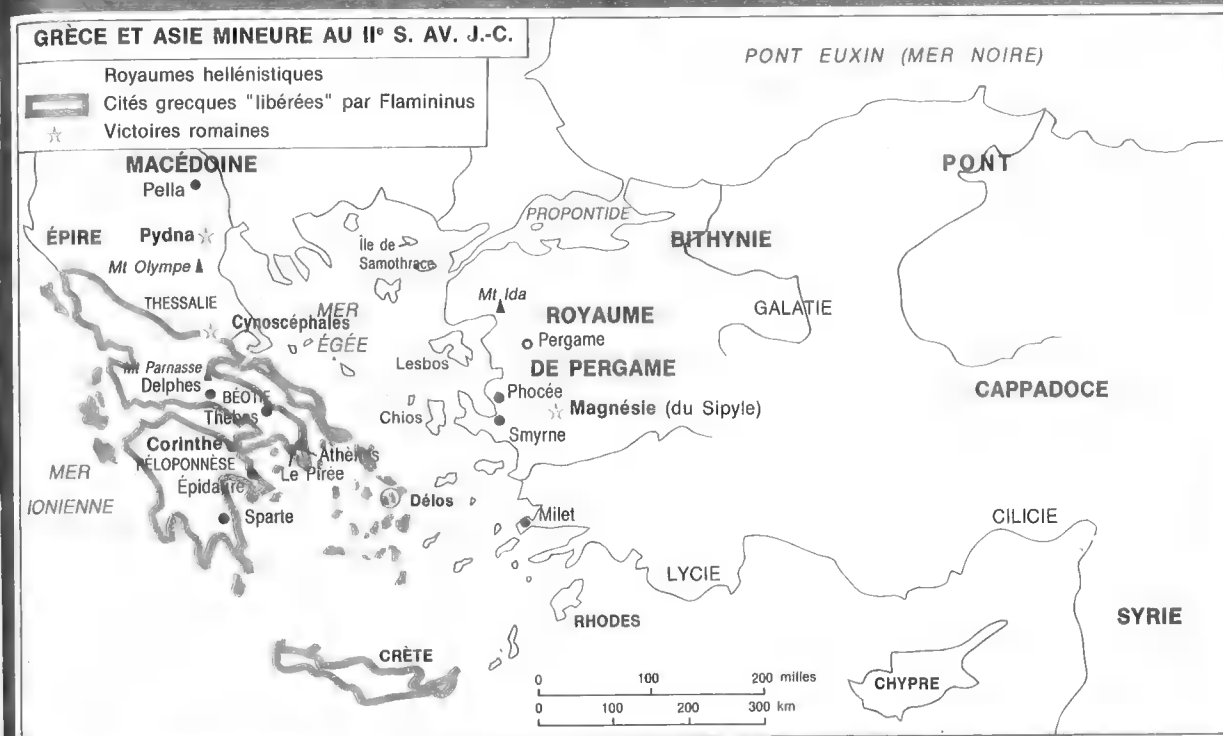 GRÈCE ET ASIE MINEURE AU IIᵉ S. AV. J.-C.
Royaumes hellénistiques
Cités grecques "libérées" par Flamininus
Victoires romaines
PONT EUXIN (MER NOIRE)
MACÉDOINE
Pella
PONT
ÉPIRE
Pydna
PROPONTIDE
BITHYNIE
Île de
Samothrace
Mt Olympe
THESSALIE
Mt Ida
GALATIE
MER
ÉGÉE
ROYAUME
DE PERGAME
Cynoscéphales
Pergame
Lesbos
Mt Parnasse
Delphes
BÉOTIE
Thèbes
Phocée
CAPPADOCE
Chios
Magnésie (du Sipyle)
Smyrne
Corinthe
Athènes
PÉLOPONNÈSE
Le Pirée
MER
IONIENNE
Épidaure
Délos
Sparte
Milet
CILICIE
LYCIE
RHODES
SYRIE
CRÈTE
CHYPRE
0 100 200 milles
0 100 200 300 km